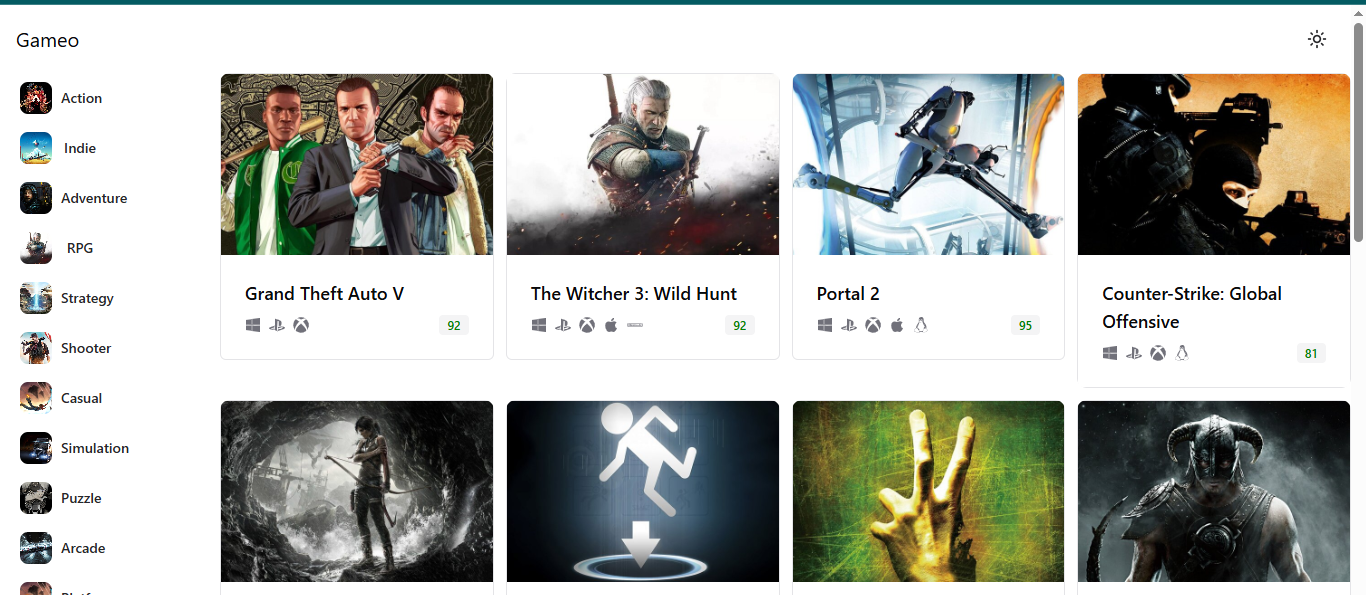 Gameo
Action
Indie
Adventure
RPG
Strategy
Shooter
Casual
Simulation
Puzzle
Arcade
Grand Theft Auto V
92
The Witcher 3: Wild Hunt
92
Portal 2
95
Counter-Strike: Global
Offensive
81